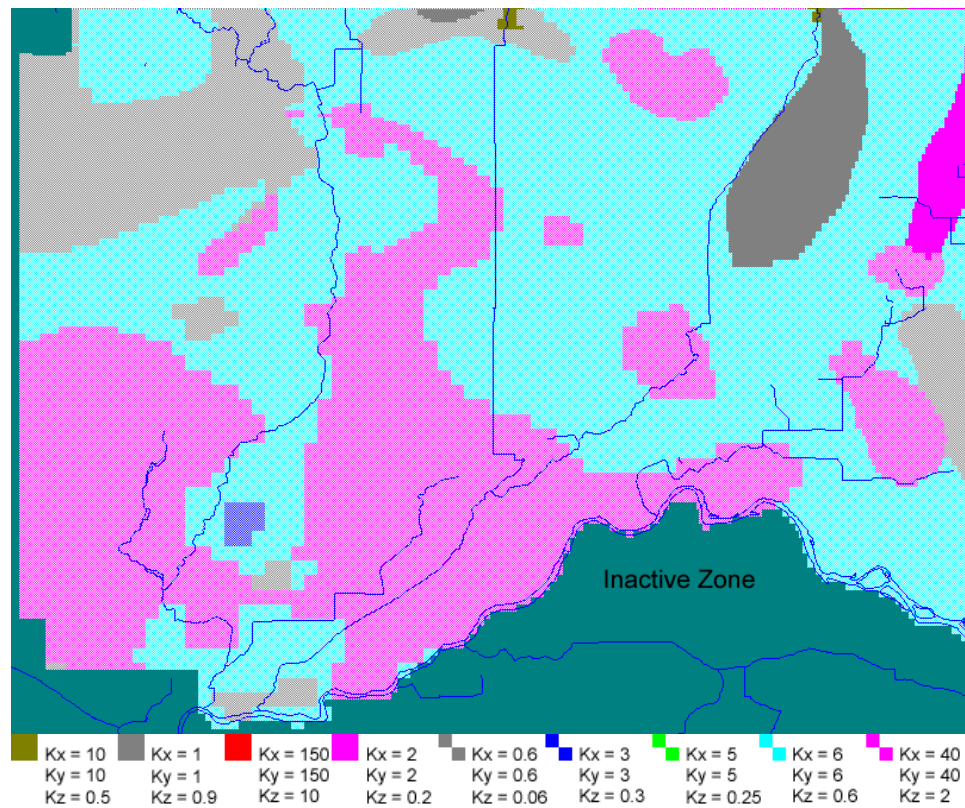 Inactive Zone
Kx = 10 Kx = 1 Kx = 150 Kx = 2 Kx = 0.6 Kx = 3 Kx = 5 Kx = 6 Kx = 40
Ky = 10 Ky = 1 Ky = 150 Ky = 2 Ky = 0.6 Ky = 3 Ky = 5 Ky = 6 Ky = 40
Kz = 0.5 Kz = 0.9 Kz = 10 Kz = 0.2 Kz = 0.06 Kz = 0.3 Kz = 0.25 Kz = 0.6 Kz = 2